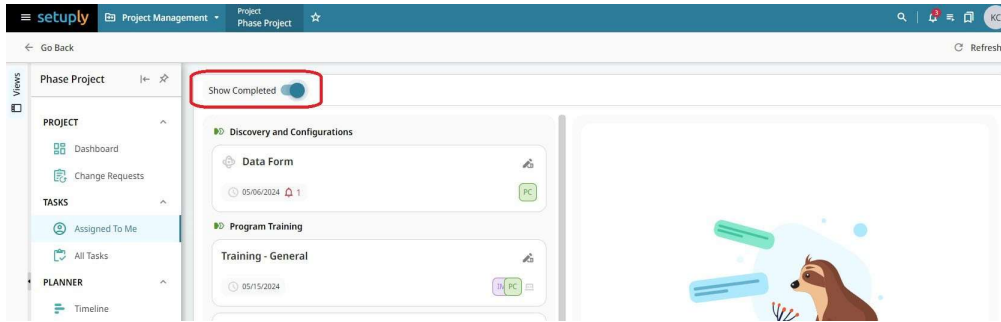 setuply
Project Management
Project
Phase Project
3
KC
Go Back
Refresh
Views
Phase Project
Show Completed
PROJECT
Dashboard
Change Requests
TASKS
Assigned To Me
All Tasks
PLANNER
Timeline
Discovery and Configurations
Data Form
05/06/2024 1
PC
Program Training
Training - General
05/15/2024
PC